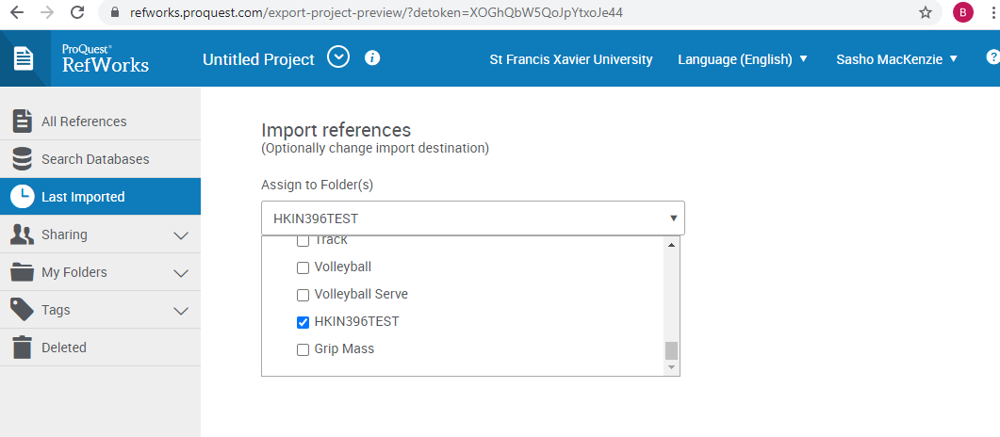 refworks.proquest.com/export-project-preview/?detoken=XOGhQbW5QoJpYtxoJe44
B
ProQuest®
RefWorks
Untitled Project
i
St Francis Xavier University
Language (English)
Sasho MacKenzie
?
All References
Search Databases
Last Imported
Sharing
My Folders
Tags
Deleted
Import references
(Optionally change import destination)
Assign to Folder(s)
HKIN396TEST
Track
Volleyball
Volleyball Serve
HKIN396TEST
Grip Mass